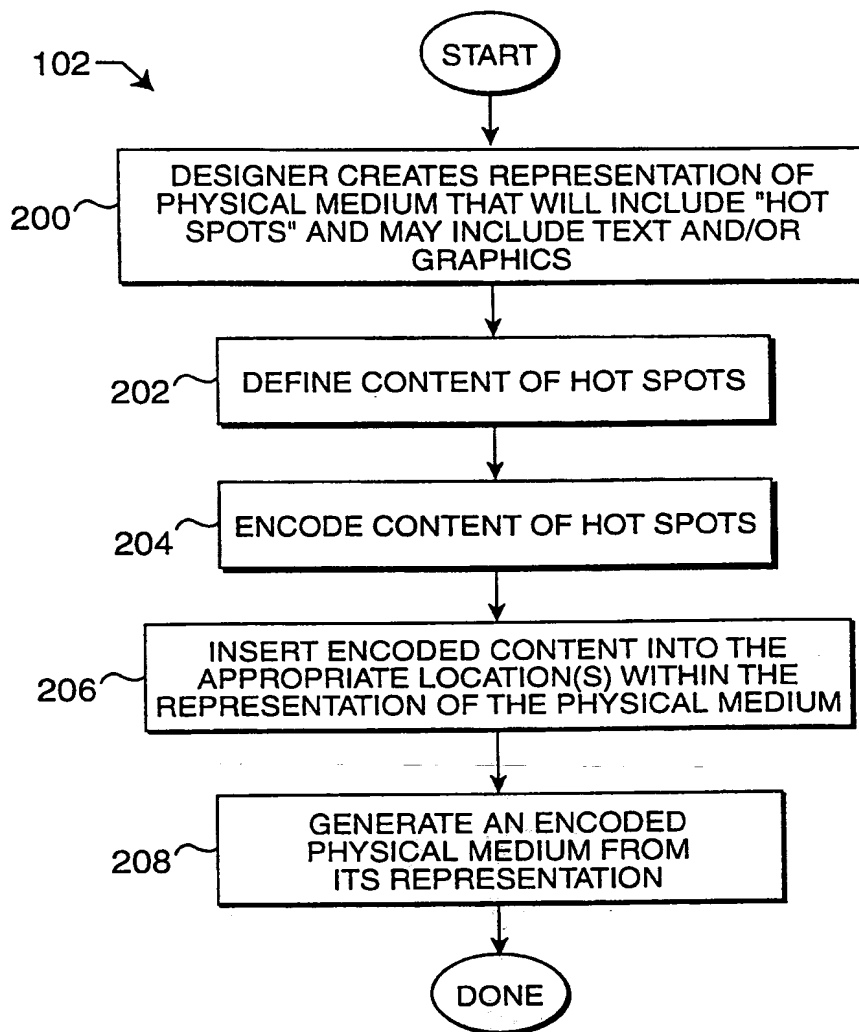 102
START
200
DESIGNER CREATES REPRESENTATION OF
PHYSICAL MEDIUM THAT WILL INCLUDE "HOT
SPOTS" AND MAY INCLUDE TEXT AND/OR
GRAPHICS
202
DEFINE CONTENT OF HOT SPOTS
204
ENCODE CONTENT OF HOT SPOTS
206
INSERT ENCODED CONTENT INTO THE
APPROPRIATE LOCATION(S) WITHIN THE
REPRESENTATION OF THE PHYSICAL MEDIUM
208
GENERATE AN ENCODED
PHYSICAL MEDIUM FROM
ITS REPRESENTATION
DONE